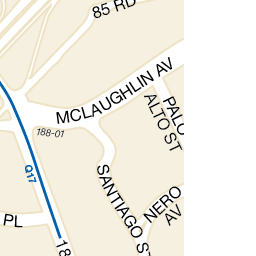 85 RD
MCLAUGHLIN AV
PALO
ALTO ST
188-01
Q17
SANTIAGO ST
NERO
AV
PL
18